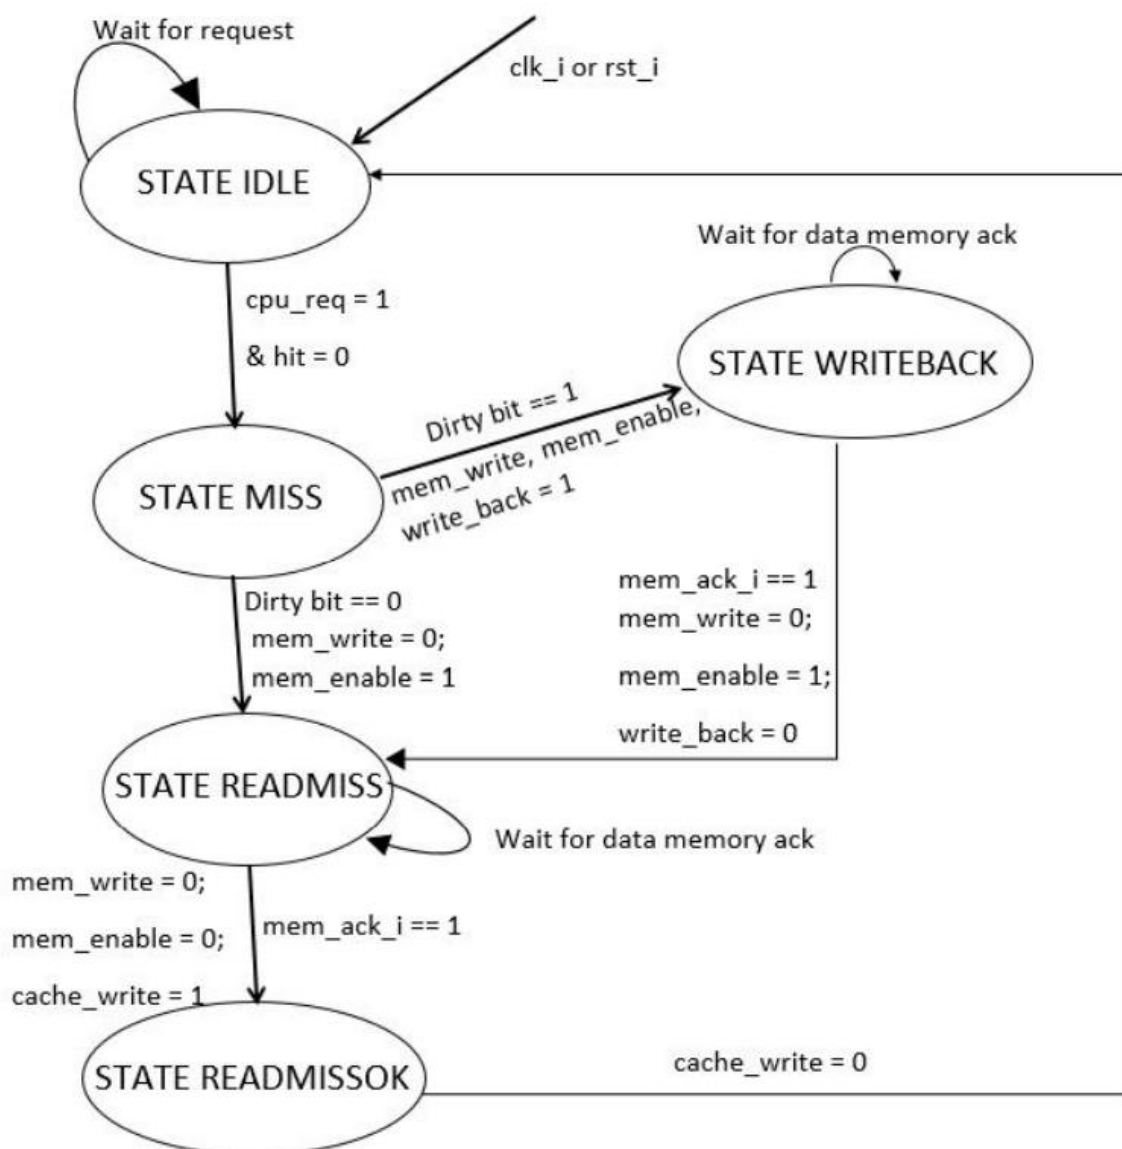 Wait for request
clk_i or rst_i
STATE IDLE
Wait for data memory ack
cpu_req = 1
& hit = 0
STATE WRITEBACK
Dirty bit == 1
mem_write, mem_enable,
write_back = 1
STATE MISS
Dirty bit == 0
mem_write = 0;
mem_enable = 1
mem_ack_i == 1
mem_write = 0;
mem_enable = 1;
write_back = 0
STATE READMISS
Wait for data memory ack
mem_write = 0;
mem_enable = 0;
cache_write = 1
mem_ack_i == 1
STATE READMISSOK
cache_write = 0